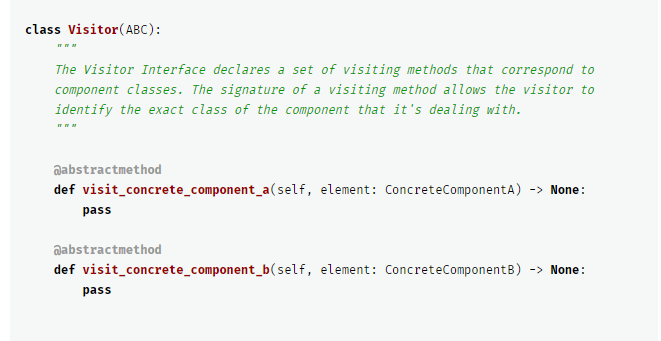 class Visitor(ABC):
    """
    The Visitor Interface declares a set of visiting methods that correspond to
    component classes. The signature of a visiting method allows the visitor to
    identify the exact class of the component that it's dealing with.
    """

    @abstractmethod
    def visit_concrete_component_a(self, element: ConcreteComponentA) -> None:
        pass

    @abstractmethod
    def visit_concrete_component_b(self, element: ConcreteComponentB) -> None:
        pass